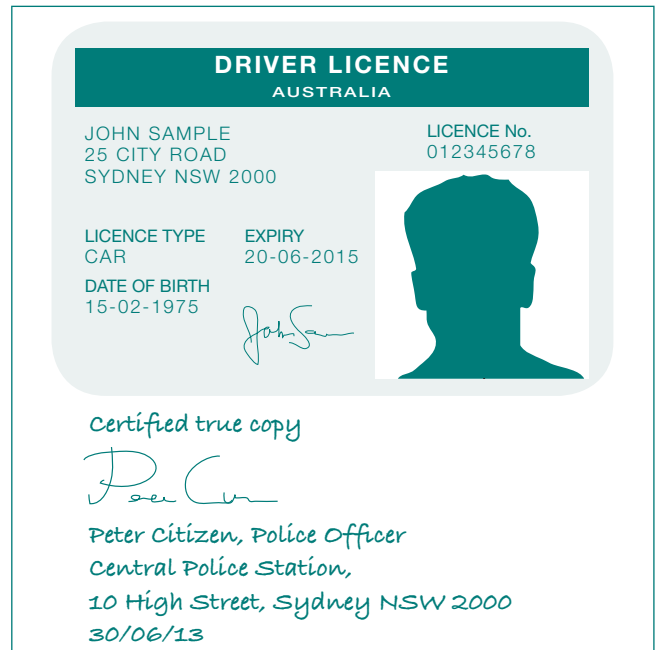 DRIVER LICENCE
AUSTRALIA
JOHN SAMPLE
25 CITY ROAD
SYDNEY NSW 2000
LICENCE No.
012345678
LICENCE TYPE
CAR
EXPIRY
20-06-2015
DATE OF BIRTH
15-02-1975
Certified true copy
Peter Citizen, Police Officer
Central Police Station,
10 High Street, Sydney NSW 2000
30/06/13